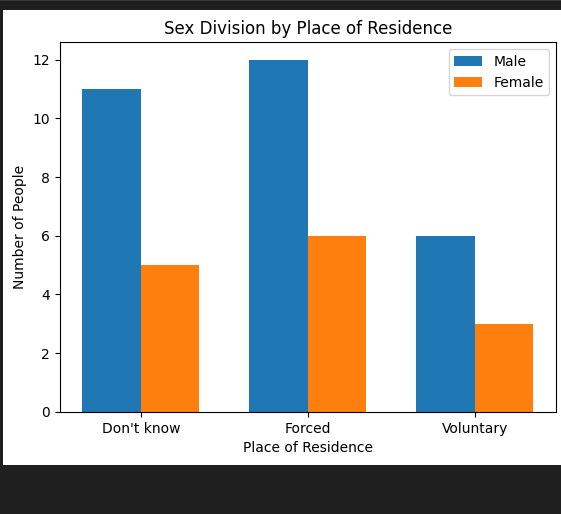 Sex Division by Place of Residence
Male
Female
Number of People
12
10
8
6
4
2
0
Don't know
Forced
Voluntary
Place of Residence